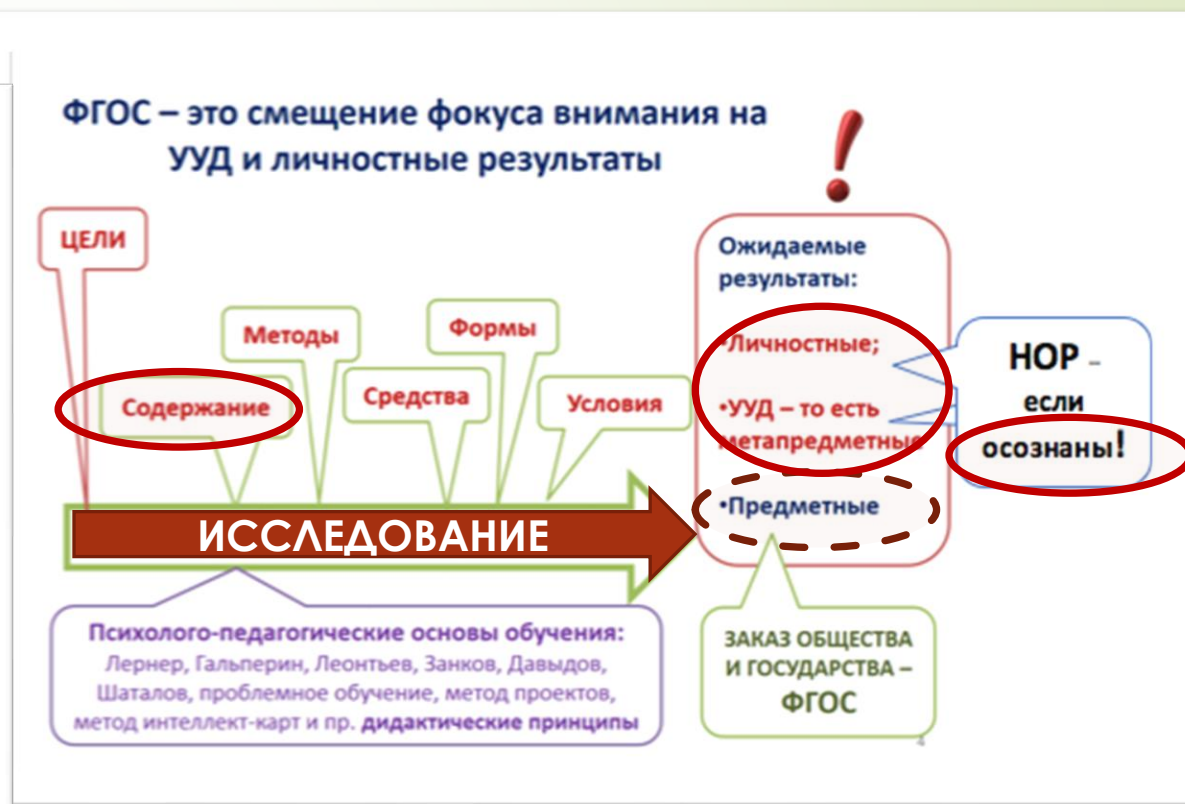 ФГОС – это смещение фокуса внимания на
УУД и личностные результаты
ЦЕЛИ
Методы
Формы
Содержание
Средства
Условия
ИССЛЕДОВАНИЕ
Психолого-педагогические основы обучения:
Лернер, Гальперин, Леонтьев, Занков, Давыдов,
Шаталов, проблемное обучение, метод проектов,
метод интеллект-карт и пр. дидактические принципы
!
Ожидаемые
результаты:
•Личностные;
•УУД – то есть
метапредметные
•Предметные
НОР –
если
осознаны!
ЗАКАЗ ОБЩЕСТВА
И ГОСУДАРСТВА –
ФГОС
4